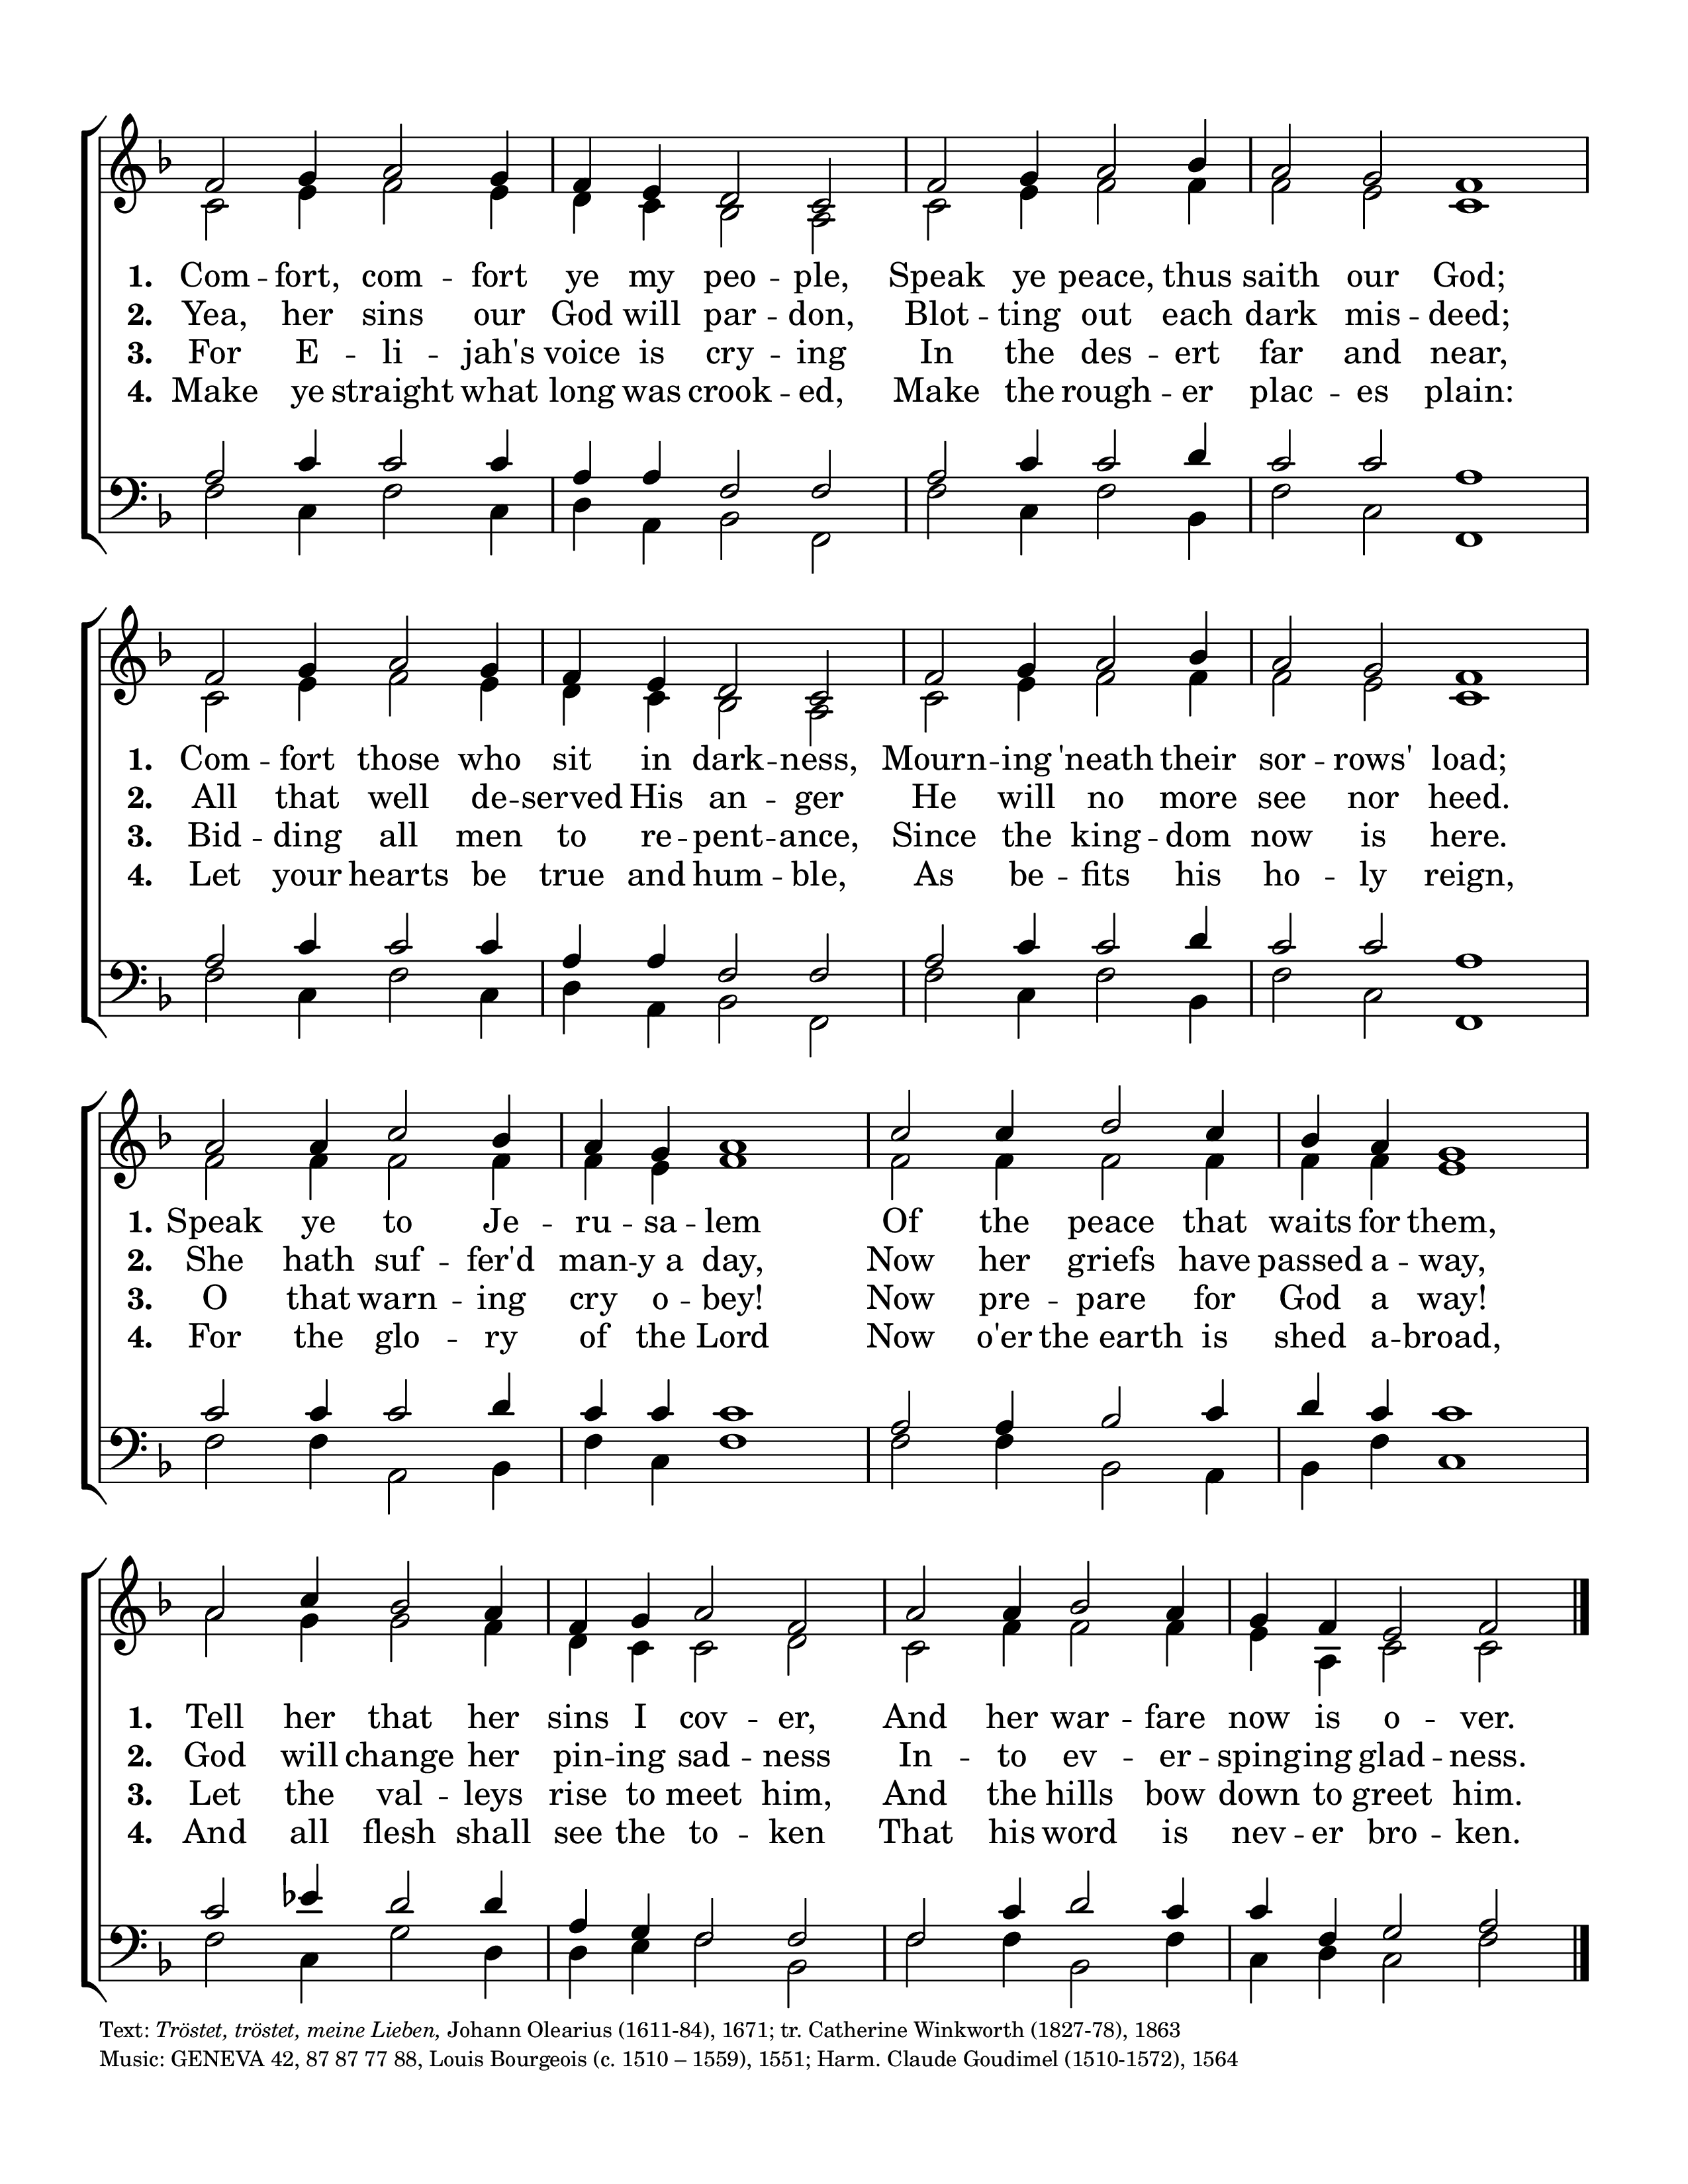 1. Com -- fort, com -- fort ye my peo -- ple, Speak ye peace, thus saith our God;
2. Yea, her sins our God will par -- don, Blot -- ting out each dark mis -- deed;
3. For E -- li -- jah's voice is cry -- ing In the des -- ert far and near,
4. Make ye straight what long was crook -- ed, Make the rough -- er plac -- es plain:
1. Com -- fort those who sit in dark -- ness, Mourn -- ing 'neath their sor -- rows' load;
2. All that well de -- served His an -- ger He will no more see nor heed.
3. Bid -- ding all men to re -- pent -- ance, Since the king -- dom now is here.
4. Let your hearts be true and hum -- ble, As be -- fits his ho -- ly reign,
1. Speak ye to Je -- ru -- sa -- lem Of the peace that waits for them,
2. She hath suf -- fer'd man -- y a day, Now her griefs have passed a -- way,
3. O that warn -- ing cry o -- bey! Now pre -- pare for God a way!
4. For the glo -- ry of the Lord Now o'er the earth is shed a -- broad,
1. Tell her that her sins I cov -- er, And her war -- fare now is o -- ver.
2. God will change her pin -- ing sad -- ness In -- to ev -- er -- sping -- ing glad -- ness.
3. Let the val -- leys rise to meet him, And the hills bow down to greet him.
4. And all flesh shall see the to -- ken That his word is nev -- er bro -- ken.
Text: Tröstet, tröstet, meine Lieben, Johann Olearius (1611-84), 1671; tr. Catherine Winkworth (1827-78), 1863
Music: GENEVA 42, 87 87 77 88, Louis Bourgeois (c. 1510 – 1559), 1551; Harm. Claude Goudimel (1510-1572), 1564